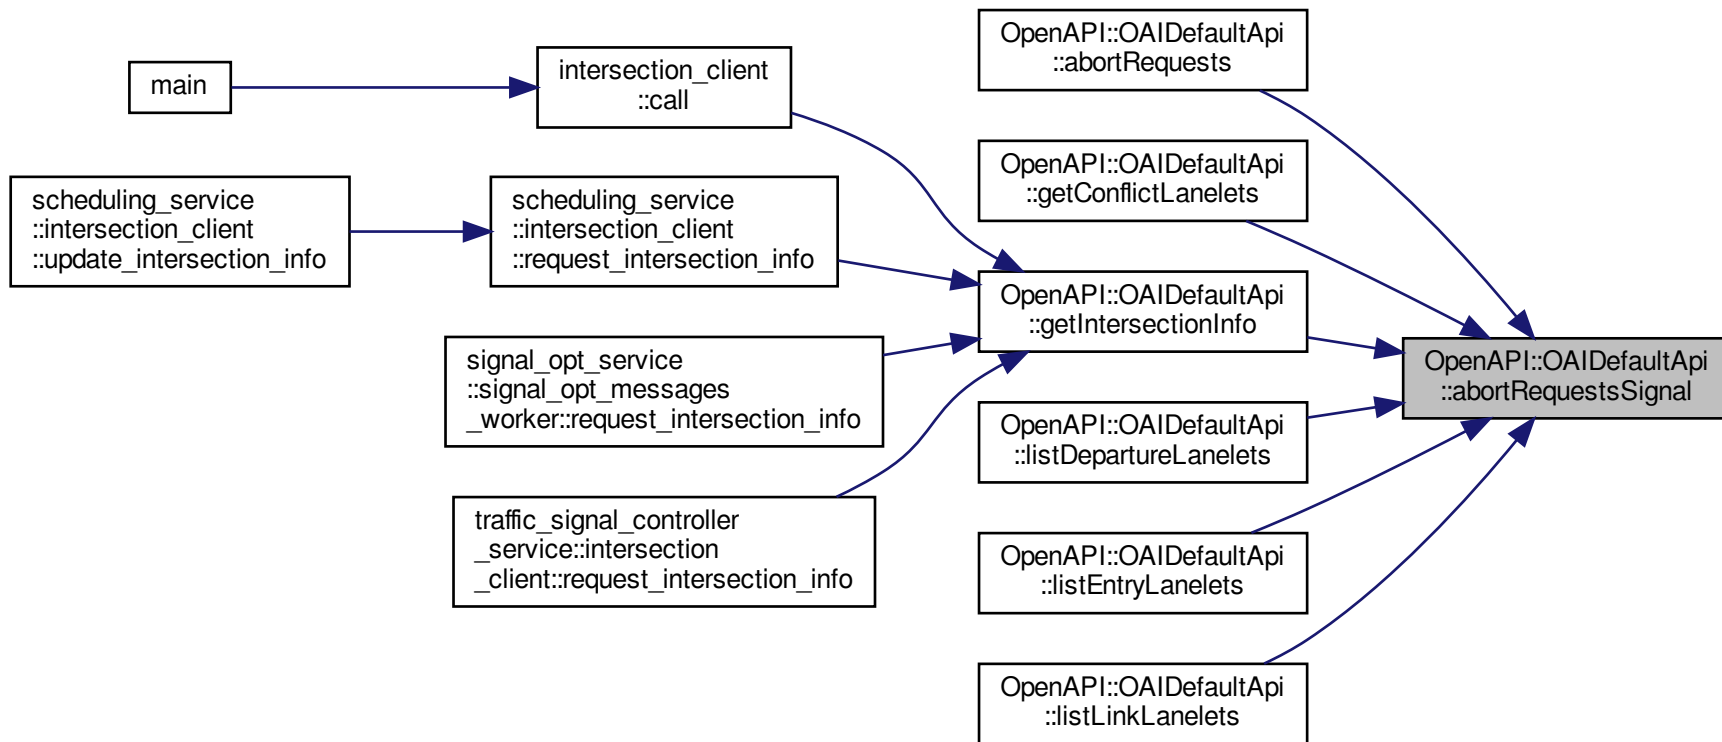 main
intersection_client
::call
scheduling_service
::intersection_client
::update_intersection_info
scheduling_service
::intersection_client
::request_intersection_info
signal_opt_service
::signal_opt_messages
_worker::request_intersection_info
traffic_signal_controller
_service::intersection
_client::request_intersection_info
OpenAPI::OAIDefaultApi
::abortRequests
OpenAPI::OAIDefaultApi
::getConflictLanelets
OpenAPI::OAIDefaultApi
::getIntersectionInfo
OpenAPI::OAIDefaultApi
::listDepartureLanelets
OpenAPI::OAIDefaultApi
::listEntryLanelets
OpenAPI::OAIDefaultApi
::listLinkLanelets
OpenAPI::OAIDefaultApi
::abortRequestsSignal